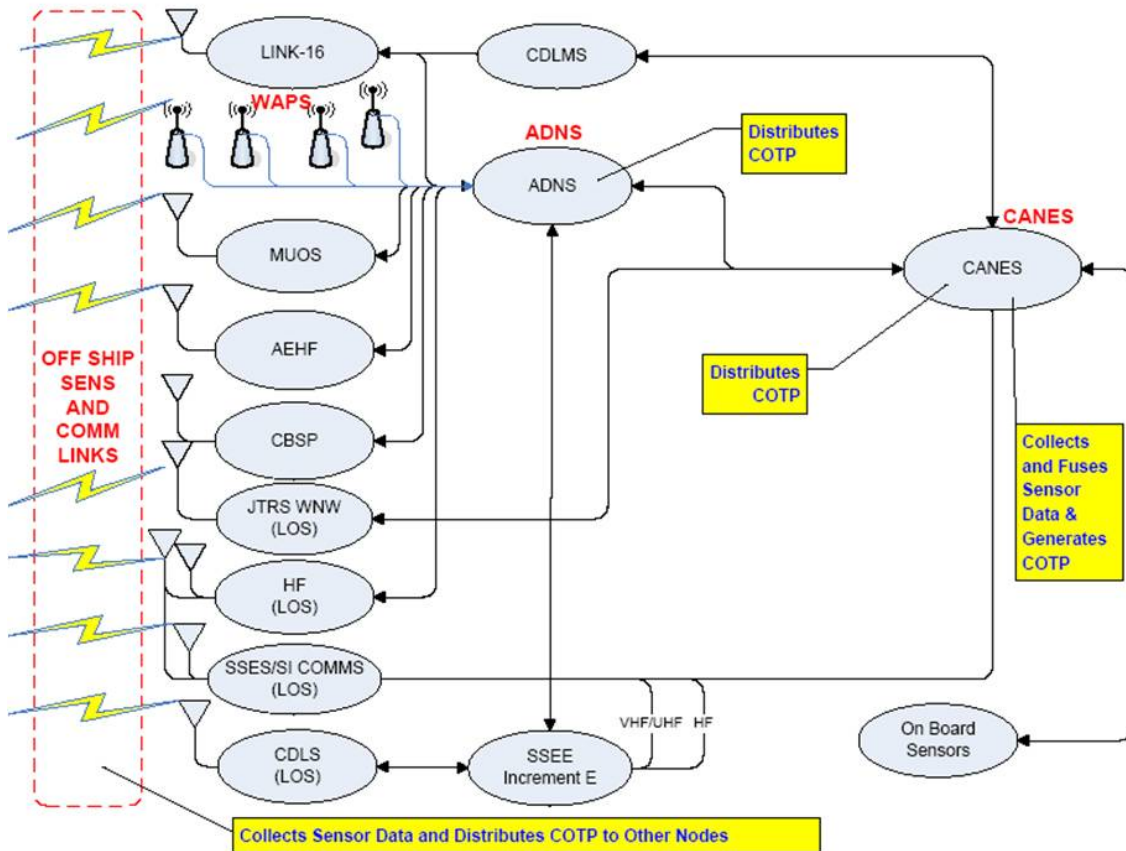 LINK-16
CDLMS
WAPS
ADNS
Distributes
COTP
ADNS
CANES
MUOS
CANES
AEHF
OFF SHIP
SENS
AND
COMM
LINKS
Distributes
COTP
CBSP
Collects
and Fuses
Sensor
Data &
Generates
COTP
JTRS WNW
(LOS)
HF
(LOS)
SSES/SI COMMS
(LOS)
VHF/UHF
HF
On Board
Sensors
CDLS
(LOS)
SSEE
Increment E
Collects Sensor Data and Distributes COTP to Other Nodes